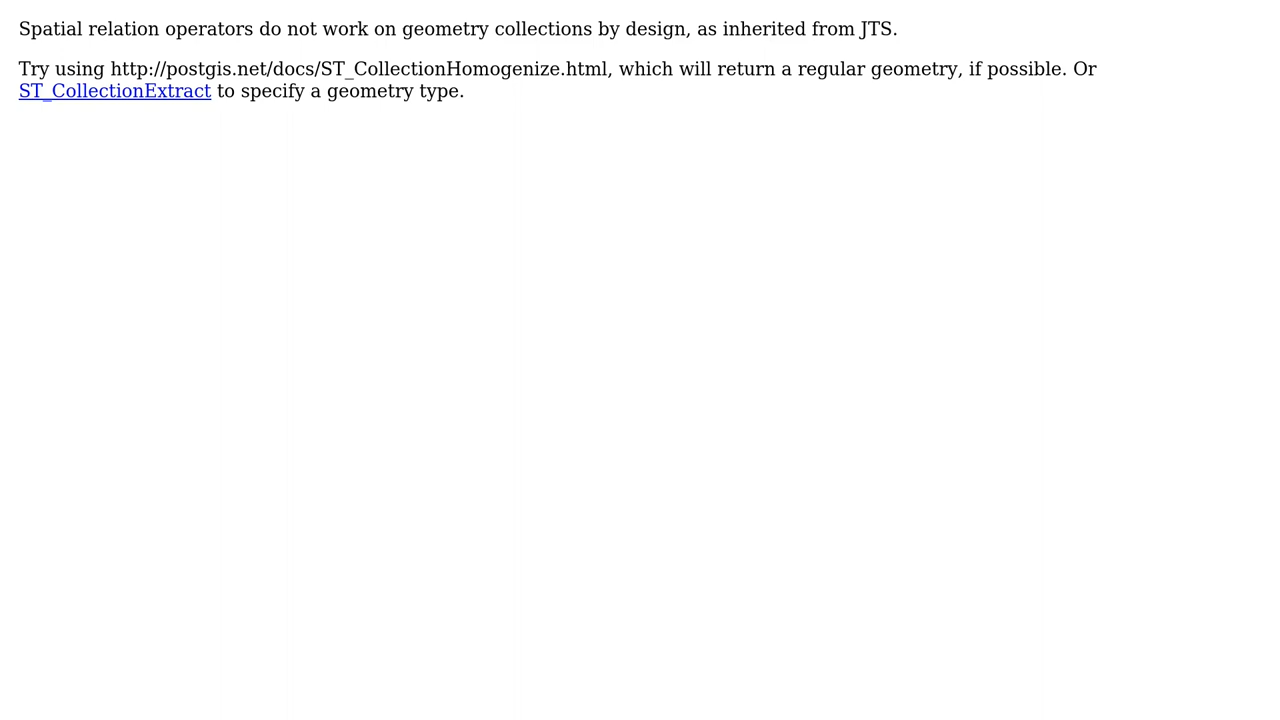 Spatial relation operators do not work on geometry collections by design, as inherited from JTS.
Try using http://postgis.net/docs/ST_CollectionHomogenize.html, which will return a regular geometry, if possible. Or
ST_CollectionExtract to specify a geometry type.